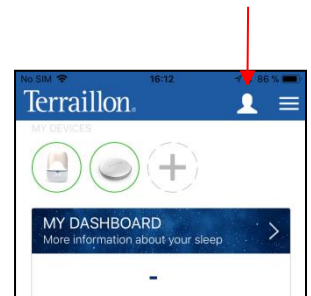 No SIM 16:12 86 %
Terraillon.
MY DEVICES
MY DASHBOARD
More information about your sleep
-